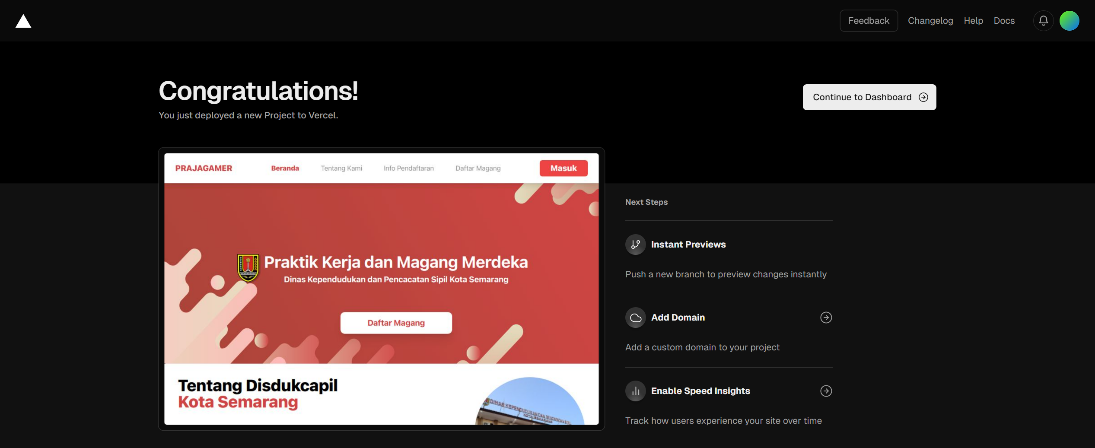 Feedback
Changelog
Help
Docs
Congratulations!
You just deployed a new Project to Vercel.
Continue to Dashboard
PRAJAGAMER
Beranda
Tentang Kami
Info Pendaftaran
Daftar Magang
Masuk
Praktik Kerja dan Magang Merdeka
Dinas Kependudukan dan Pencacatan Sipil Kota Semarang
Daftar Magang
Tentang Disdukcapil
Kota Semarang
Next Steps
Instant Previews
Push a new branch to preview changes instantly
Add Domain
Add a custom domain to your project
Enable Speed Insights
Track how users experience your site over time